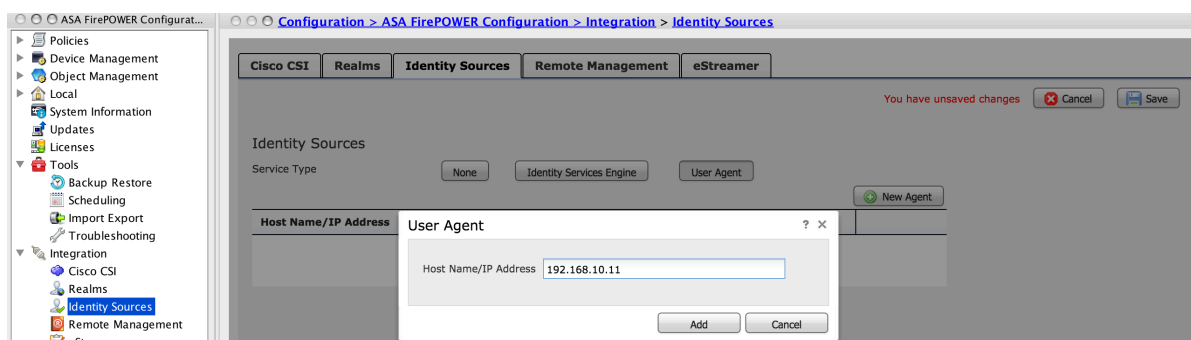 ASA FirePOWER Configurat...
Policies
Device Management
Object Management
Local
System Information
Updates
Licenses
Tools
Backup Restore
Scheduling
Import Export
Troubleshooting
Integration
Cisco CSI
Realms
Identity Sources
Remote Management
Configuration > ASA FirePOWER Configuration > Integration > Identity Sources
Cisco CSI Realms Identity Sources Remote Management eStreamer
You have unsaved changes Cancel Save
Identity Sources
Service Type None Identity Services Engine User Agent
New Agent
Host Name/IP Address
User Agent ? ×
Host Name/IP Address 192.168.10.11
Add Cancel